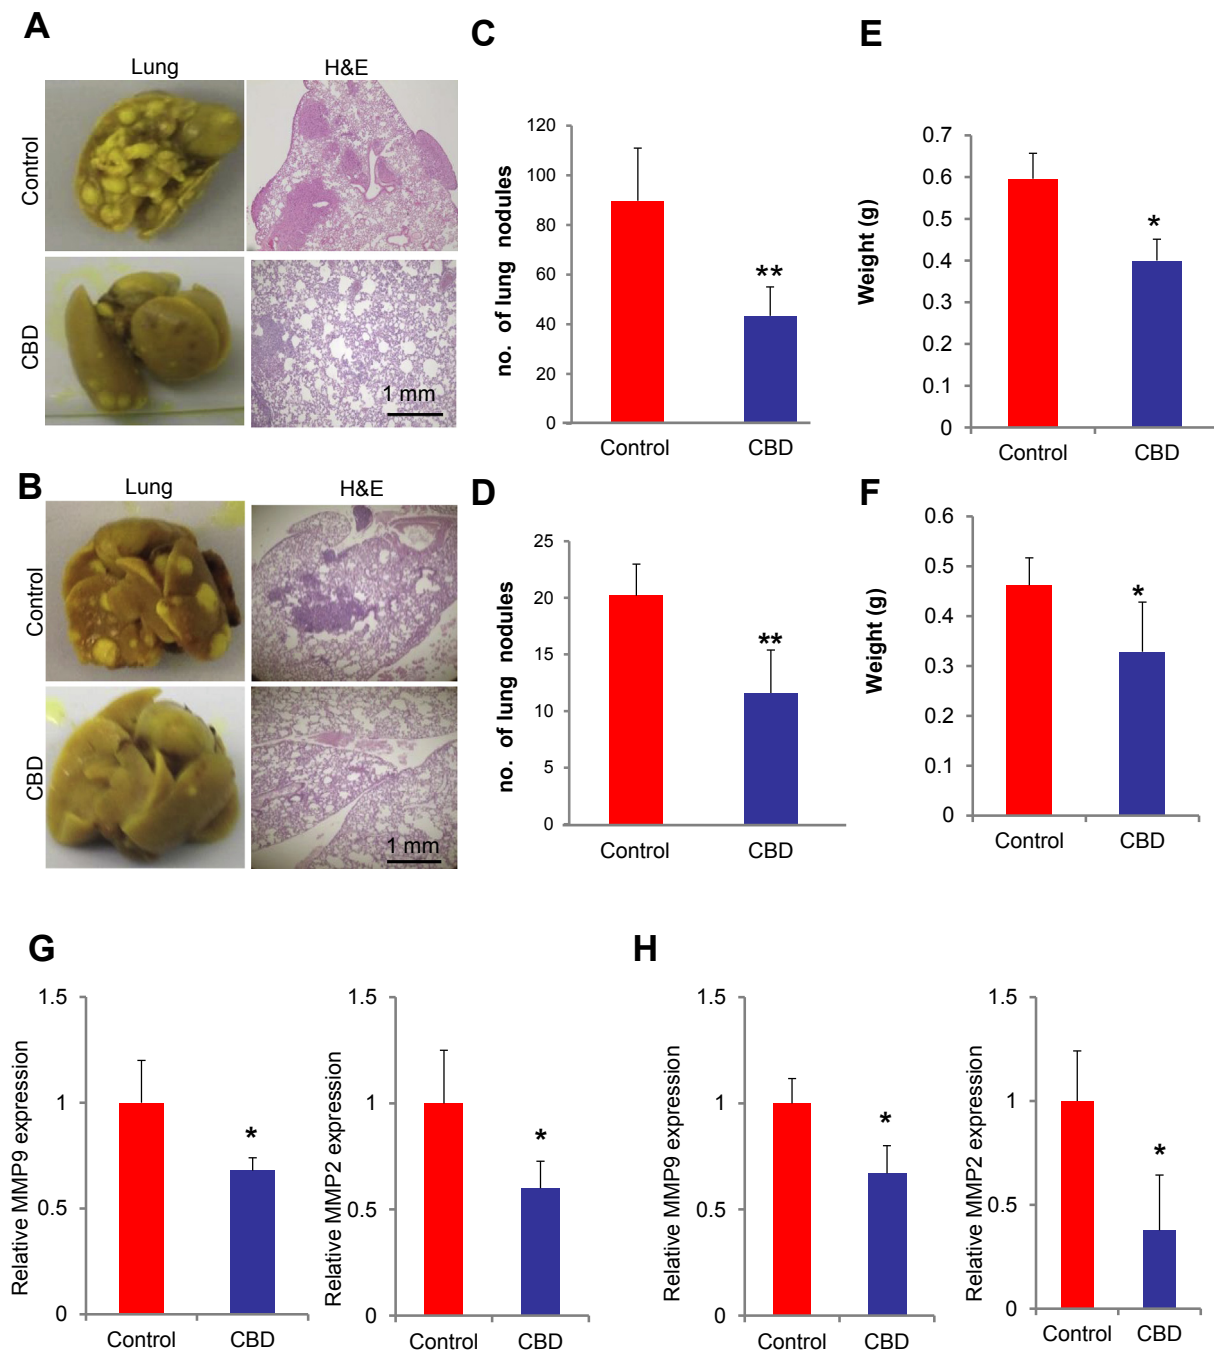 A
Lung H&E
Control
CBD
1 mm
B
Lung H&E
Control
CBD
1 mm
C
no. of lung nodules
120
100
80
60
40
20
0
**
Control CBD
D
no. of lung nodules
25
20
15
10
5
0
**
Control CBD
E
Weight (g)
0.7
0.6
0.5
0.4
0.3
0.2
0.1
0
*
Control CBD
F
Weight (g)
0.6
0.5
0.4
0.3
0.2
0.1
0
*
Control CBD
G
Relative MMP9 expression
1.5
1
0.5
0
*
Control CBD
Relative MMP2 expression
1.5
1
0.5
0
*
Control CBD
H
Relative MMP9 expression
1.5
1
0.5
0
*
Control CBD
Relative MMP2 expression
1.5
1
0.5
0
*
Control CBD